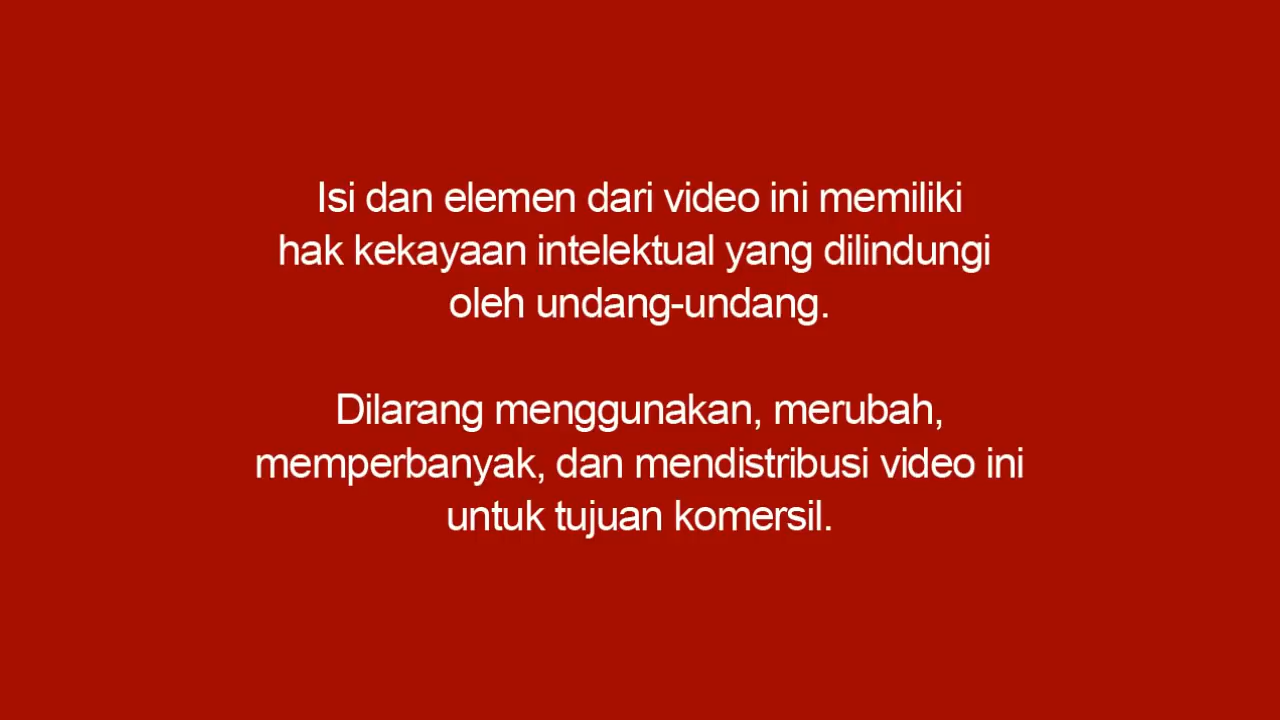 Isi dan elemen dari video ini memiliki
hak kekayaan intelektual yang dilindungi
oleh undang-undang.
Dilarang menggunakan, merubah,
memperbanyak, dan mendistribusi video ini
untuk tujuan komersil.